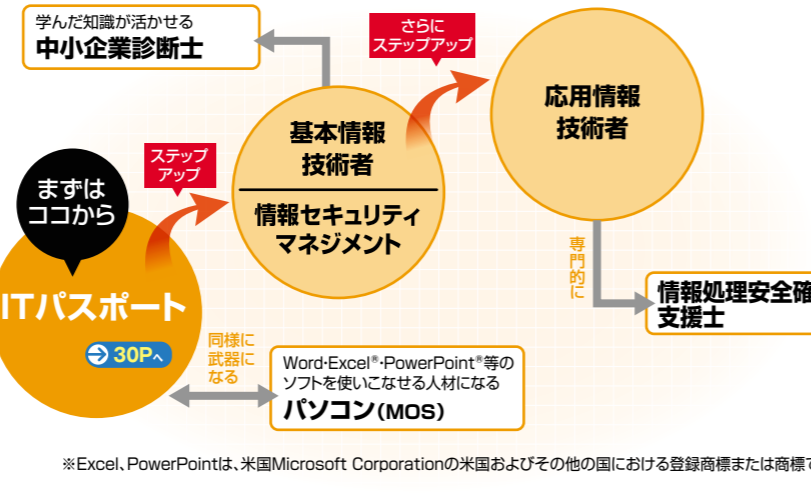 学んだ知識が活かせる
中小企業診断士
さらに
ステップアップ
応用情報
技術者
基本情報
技術者
情報セキュリティ
マネジメント
ステップ
アップ
まずは
ココから
ITパスポート
30Pへ
専門的に
情報処理安全確
支援士
同様に
武器に
なる
Word・Excel®・PowerPoint®等の
ソフトを使いこなせる人材になる
パソコン(MOS)
※Excel、PowerPointは、米国Microsoft Corporationの米国およびその他の国における登録商標または商標で